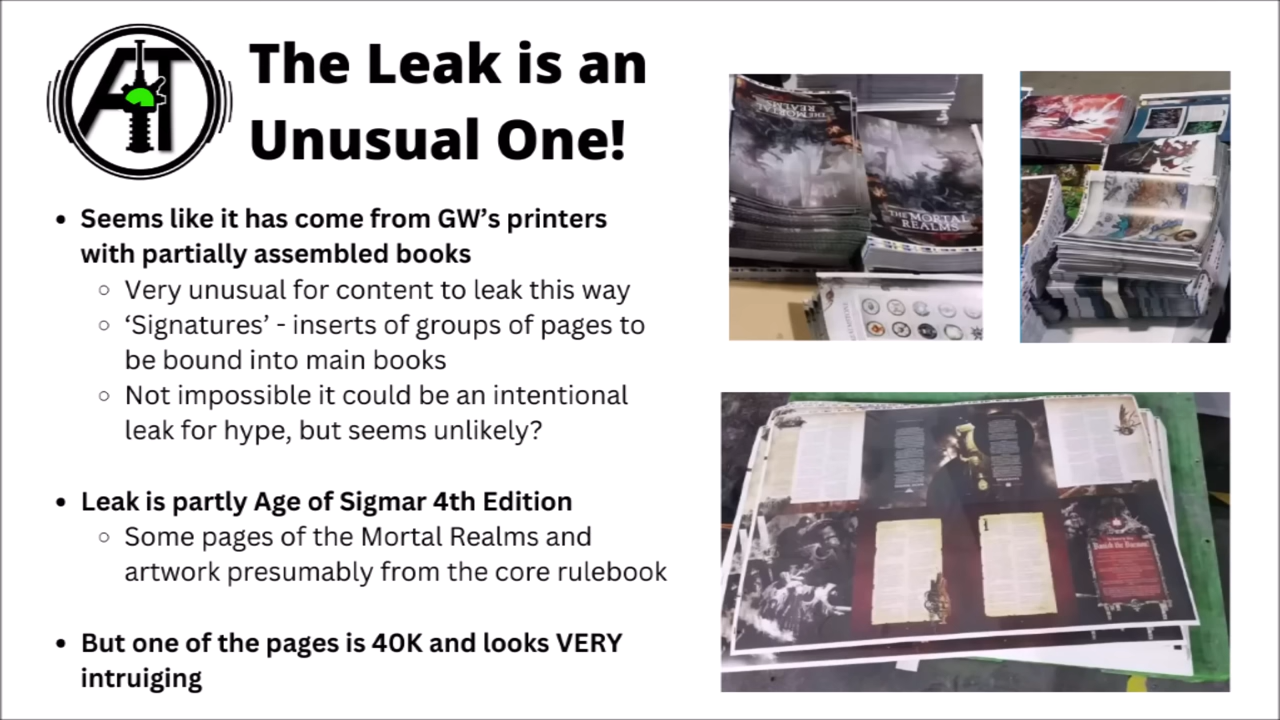 AT
The Leak is an
Unusual One!
• Seems like it has come from GW’s printers
with partially assembled books
◦ Very unusual for content to leak this way
◦ ‘Signatures’ - inserts of groups of pages to
be bound into main books
◦ Not impossible it could be an intentional
leak for hype, but seems unlikely?
• Leak is partly Age of Sigmar 4th Edition
◦ Some pages of the Mortal Realms and
artwork presumably from the core rulebook
• But one of the pages is 40K and looks VERY
intruiging
THE MORTAL
REALMS
THE MORTAL
REALMS